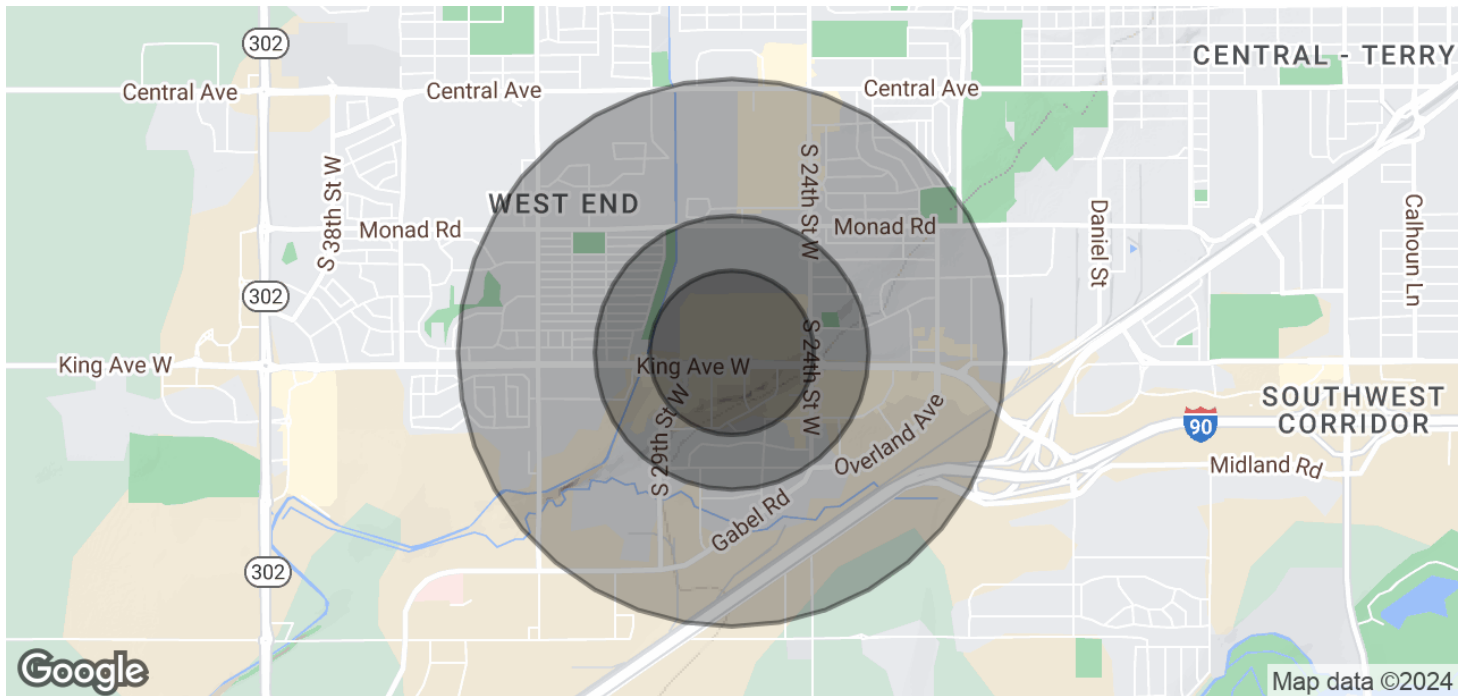 302
CENTRAL - TERRY
Central Ave
Central Ave
Central Ave
S 38th St W
WEST END
S 24th St W
Monad Rd
Monad Rd
Daniel St
Calhoun Ln
302
King Ave W
King Ave W
S 24th St W
S 29th St W
Overland Ave
SOUTHWEST
CORRIDOR
90
Midland Rd
Gabel Rd
302
Google
Map data ©2024